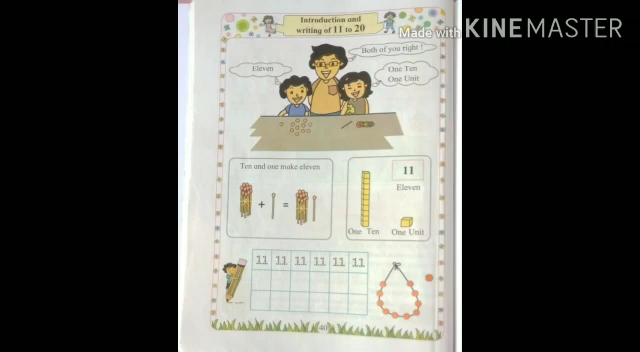 Introduction and
writing of 11 to 20
Made with KINEMASTER
Both of you right !
Eleven
One Ten
One Unit
Ten and one make eleven
+ =
11
Eleven
One Ten One Unit
11 11 11 11 11 11
40